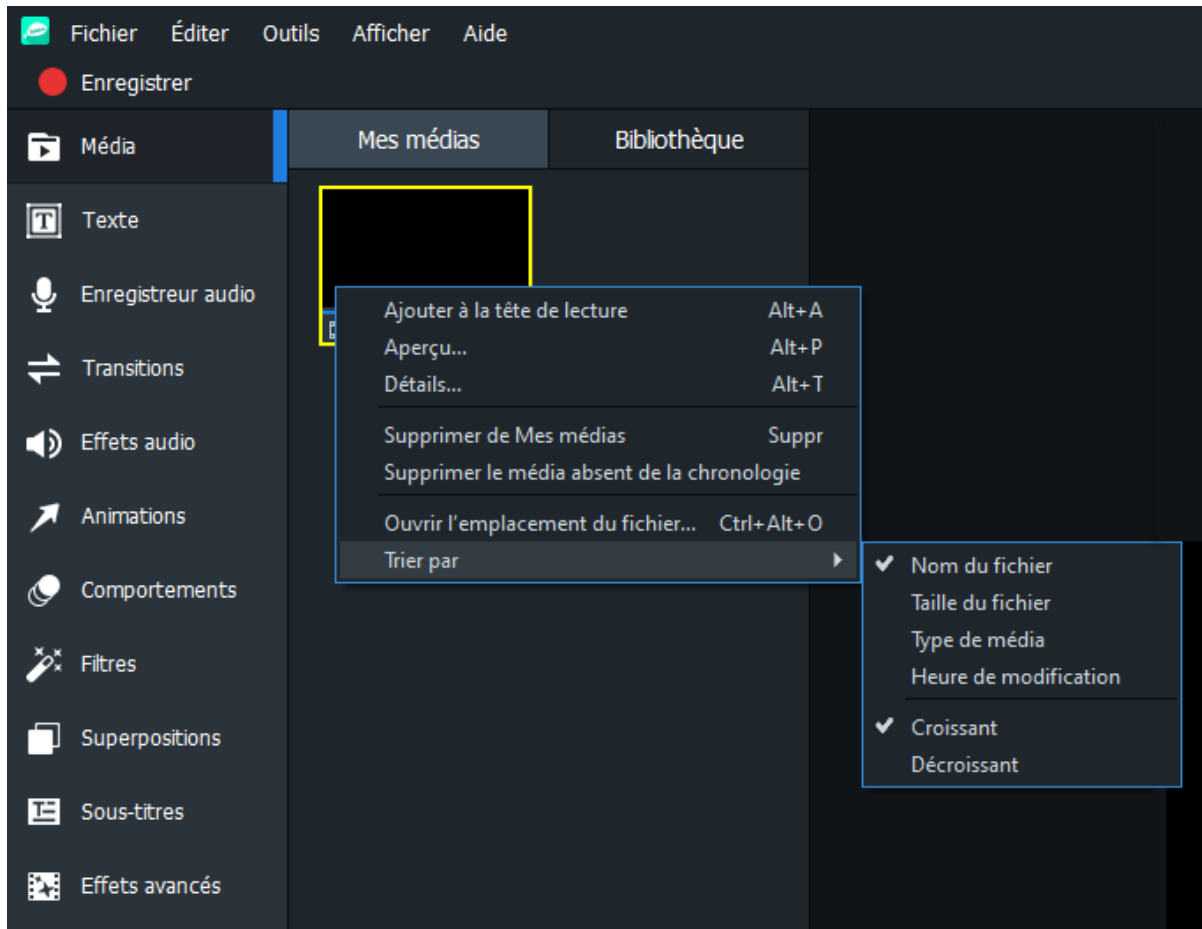 Fichier Éditer Outils Afficher Aide
Enregistrer
Média
Mes médias
Bibliothèque
Texte
Enregistreur audio
Transitions
Effets audio
Animations
Comportements
Filtres
Superpositions
Sous-titres
Effets avancés
Ajouter à la tête de lecture Alt+A
Aperçu... Alt+P
Détails... Alt+T
Supprimer de Mes médias Suppr
Supprimer le média absent de la chronologie
Ouvrir l’emplacement du fichier... Ctrl+Alt+O
Trier par
Nom du fichier
Taille du fichier
Type de média
Heure de modification
Croissant
Décroissant